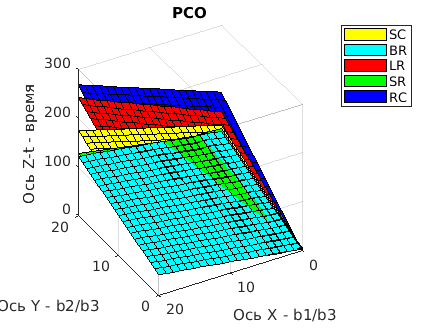 PCO
SC
BR
LR
SR
RC
Ось Z-t - время
300
200
100
0
20
10
0
20
10
0
Ось Y - b2/b3
Ось X - b1/b3